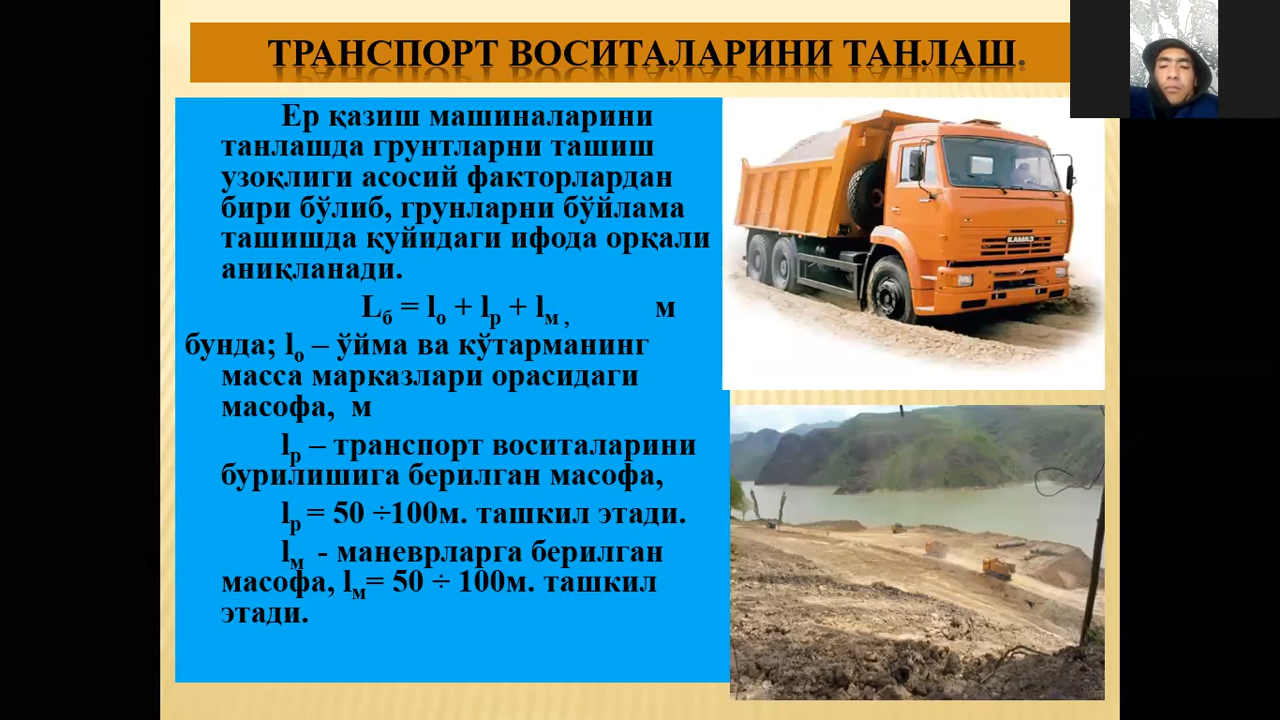 ТРАНСПОРТ ВОСИТАЛАРИНИ ТАНЛАШ.
Ер қазиш машиналарини
танлашда грунтларни ташиш
узоқлиги асосий факторлардан
бири бўлиб, грунларни бўйлама
ташишда қуйидаги ифода орқали
аниқланади.
Lб = lо + lр + lм , м
бунда; lо – ўйма ва кўтарманинг
масса марказлари орасидаги
масофа, м
lр – транспорт воситаларини
бурилишига берилган масофа,
lр = 50 ÷100м. ташкил этади.
lм - маневрларга берилган
масофа, lм= 50 ÷ 100м. ташкил
этади.
КАМАЗ